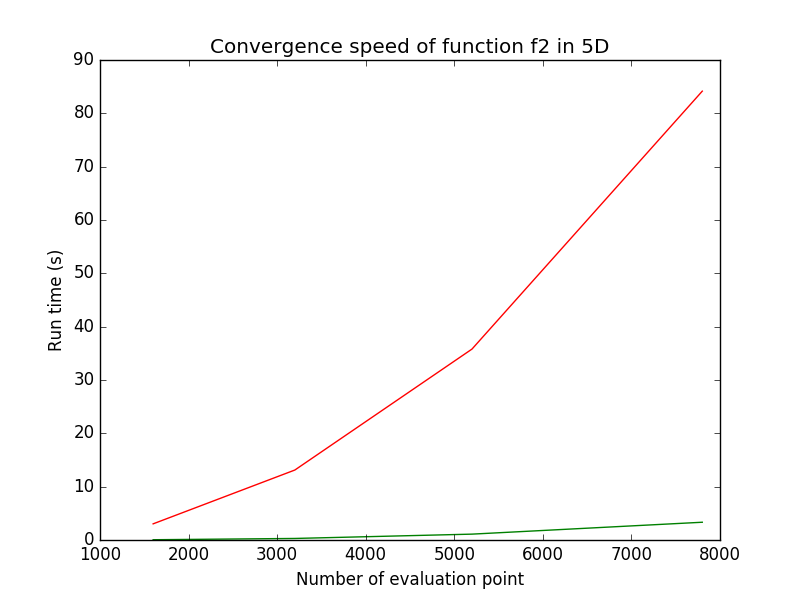 Convergence speed of function f2 in 5D
90
80
70
60
50
40
30
20
10
0
Run time (s)
1000 2000 3000 4000 5000 6000 7000 8000
Number of evaluation point